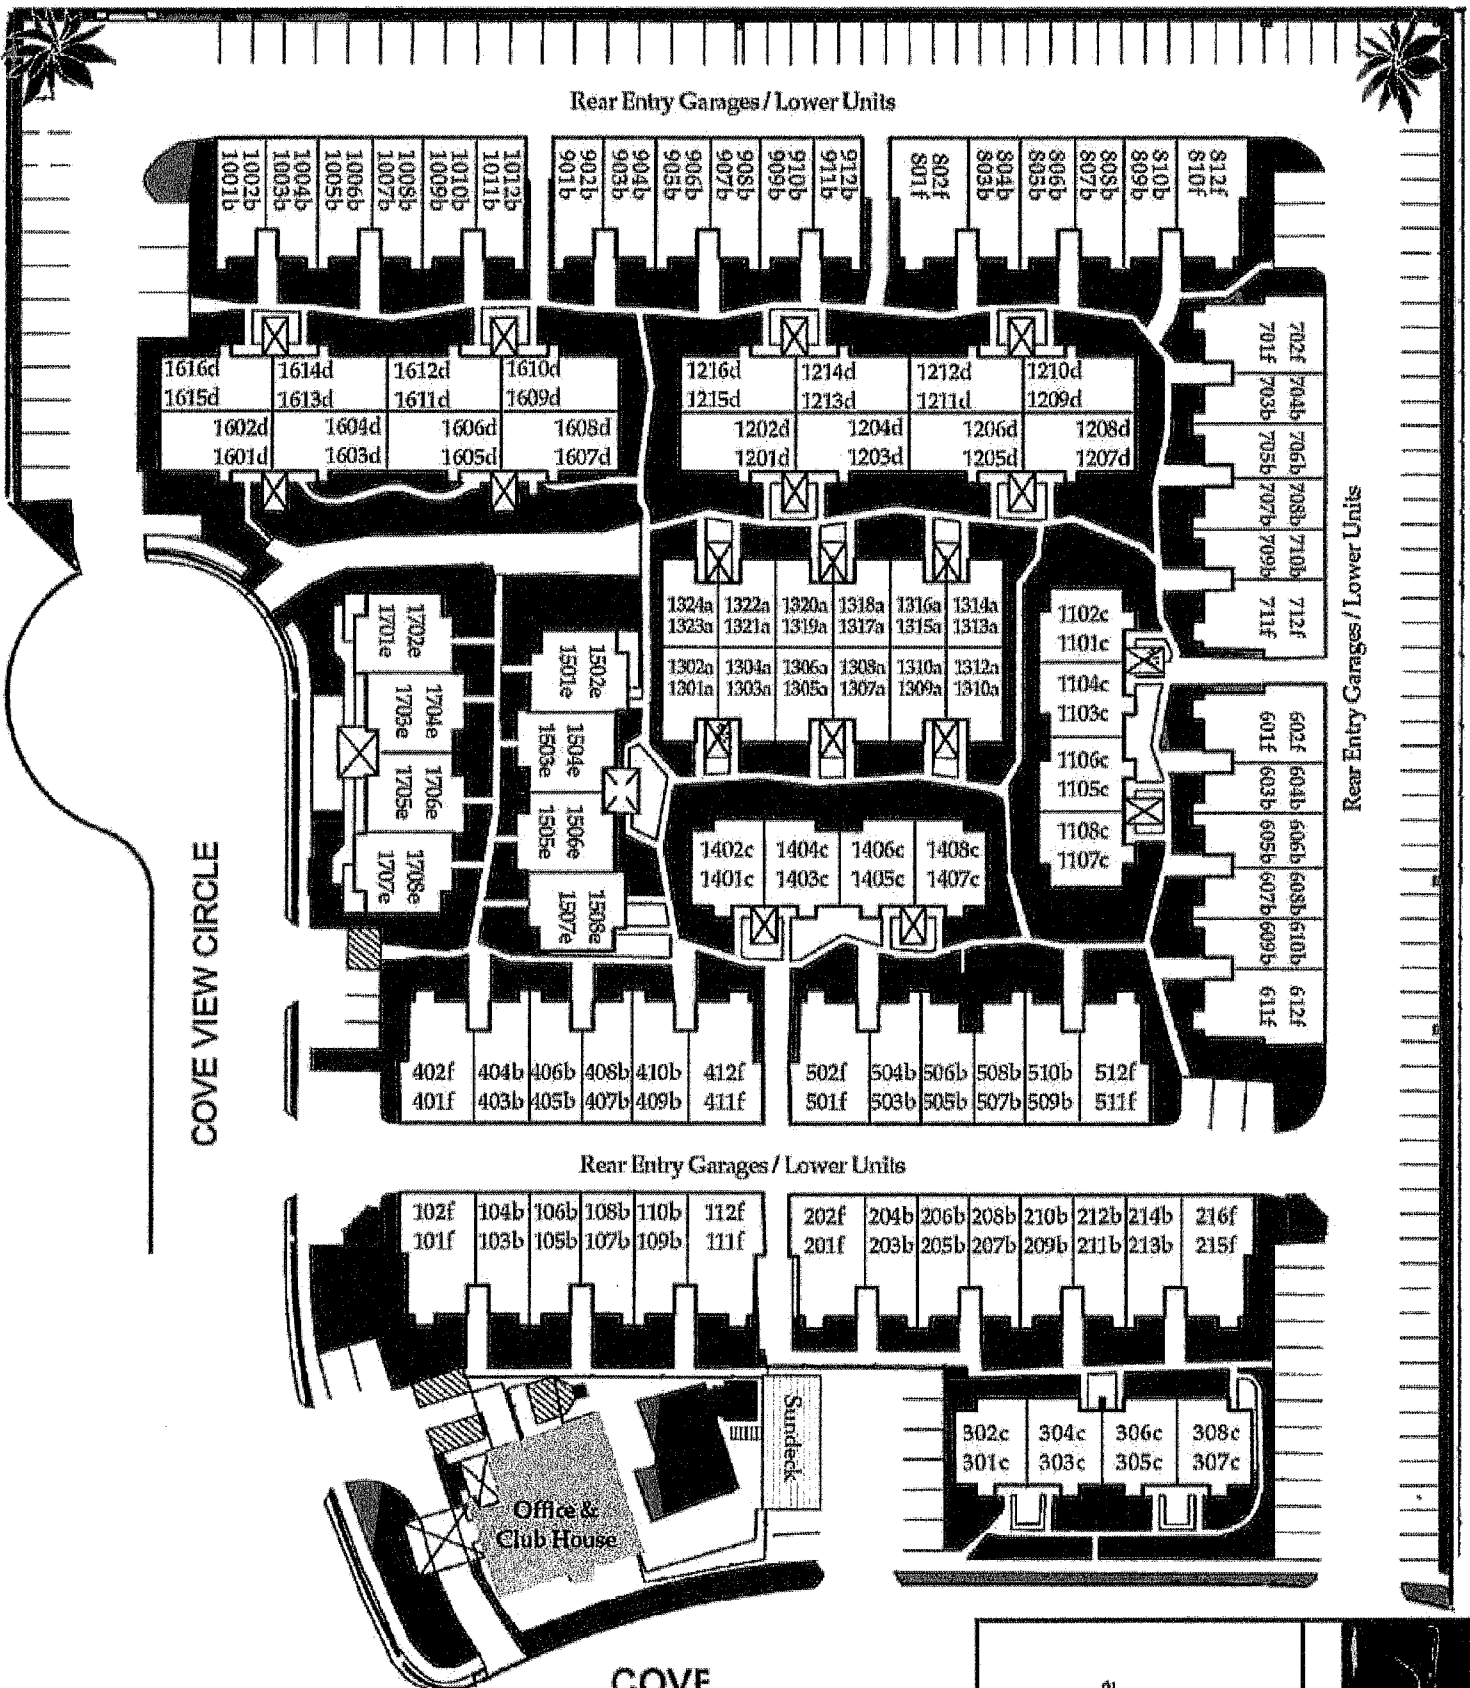 Rear Entry Garages / Lower Units
1001b
1002b
1003b
1004b
1005b
1006b
1007b
1008b
1009b
1010b
1011b
1012b
901b
902b
903b
904b
905b
906b
907b
908b
909b
910b
911b
912b
801f
802f
803b
804b
805b
806b
807b
808b
809b
810b
810f
812f
1616d 1614d 1612d 1610d
1615d 1613d 1611d 1609d
1602d 1604d 1606d 1608d
1601d 1603d 1605d 1607d
1216d 1214d 1212d 1210d
1215d 1213d 1211d 1209d
1202d 1204d 1206d 1208d
1201d 1203d 1205d 1207d
702f
701f
704b
703b
706b
705b
708b
707b
710b
709b
712f
711f
Rear Entry Garages / Lower Units
1324a 1322a 1320a 1318a 1316a 1314a
1323a 1321a 1319a 1317a 1315a 1313a
1302a 1304a 1306a 1308a 1310a 1312a
1301a 1303a 1305a 1307a 1309a 1310a
1102c
1101c
1104c
1103c
1106c
1105c
1108c
1107c
1702e
1701e
1704e
1703e
1706e
1705e
1708e
1707e
1502e
1501e
1504e
1503e
1506e
1505e
1508e
1507e
602f
601f
604b
603b
606b
605b
608b
607b
610b
609b
612f
611f
1402c 1404c 1406c 1408c
1401c 1403c 1405c 1407c
COVE VIEW CIRCLE
402f 404b 406b 408b 410b 412f
401f 403b 405b 407b 409b 411f
502f 504b 506b 508b 510b 512f
501f 503b 505b 507b 509b 511f
Rear Entry Garages / Lower Units
102f 104b 106b 108b 110b 112f
101f 103b 105b 107b 109b 111f
202f 204b 206b 208b 210b 212b 214b 216f
201f 203b 205b 207b 209b 211b 213b 215f
Sundeck
302c 304c 306c 308c
301c 303c 305c 307c
Office &
Club House
COVE